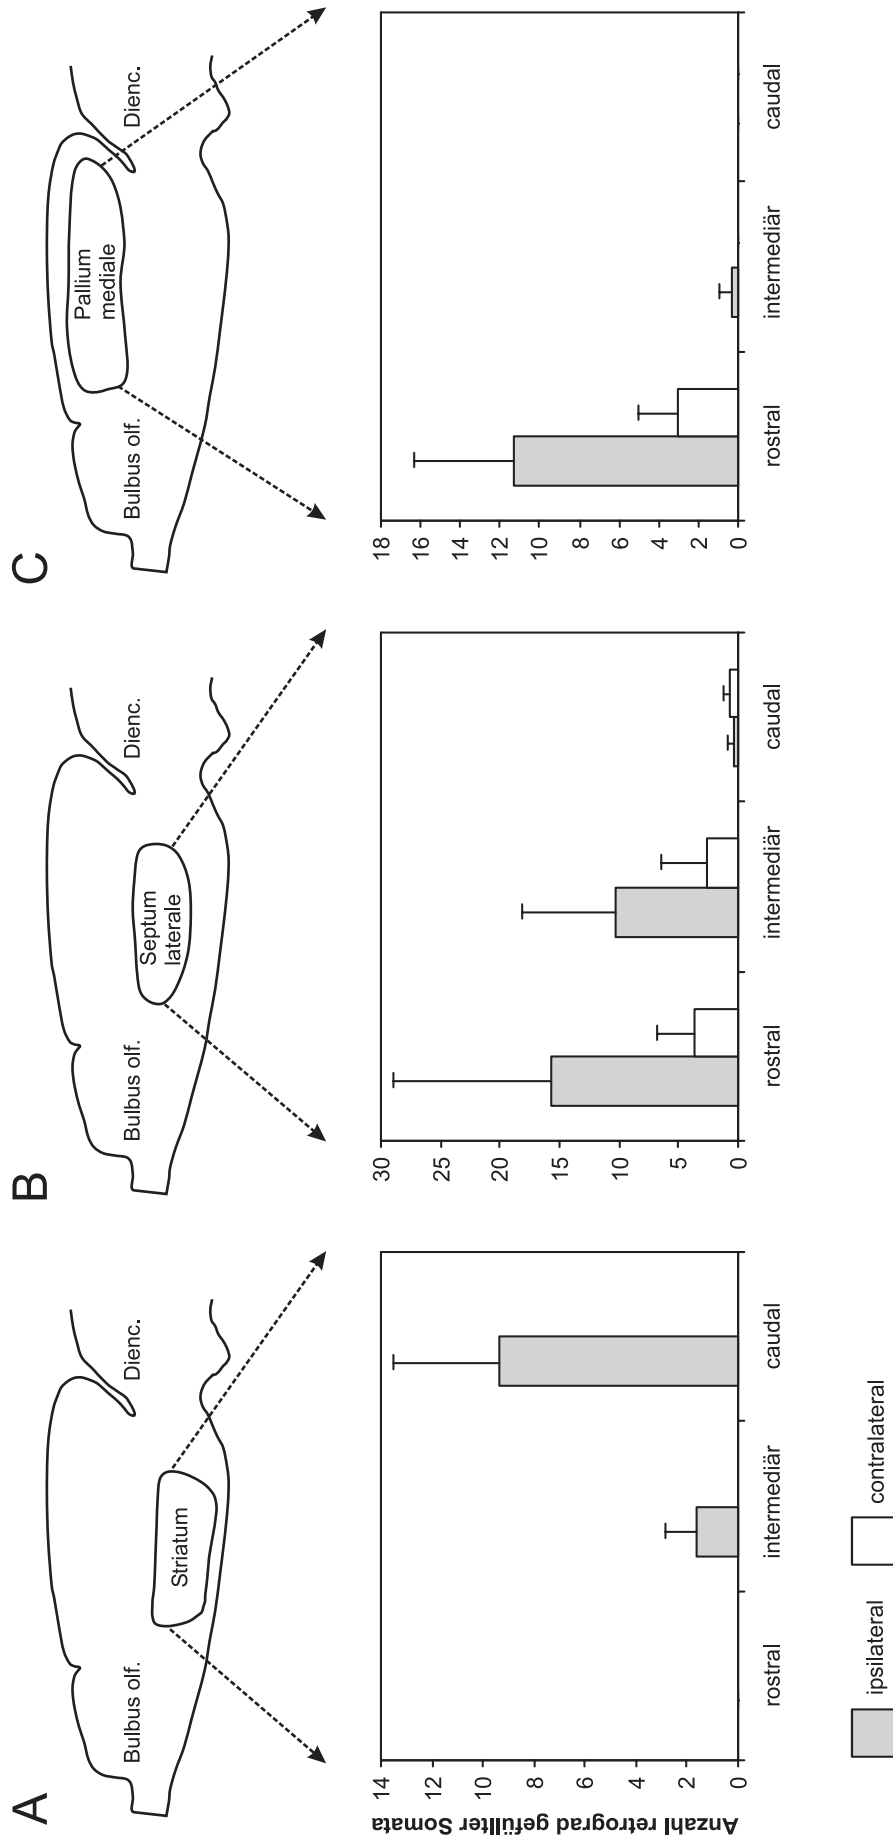 A
Bulbus olf.
Striatum
Dienc.
Anzahl retrograd gefüllter Somata
14
12
10
8
6
4
2
0
rostral
intermediär
caudal
B
Bulbus olf.
Septum
laterale
Dienc.
30
25
20
15
10
5
0
rostral
intermediär
caudal
C
Bulbus olf.
Pallium
mediale
Dienc.
18
16
14
12
10
8
6
4
2
0
rostral
intermediär
caudal
ipsilateral
contralateral